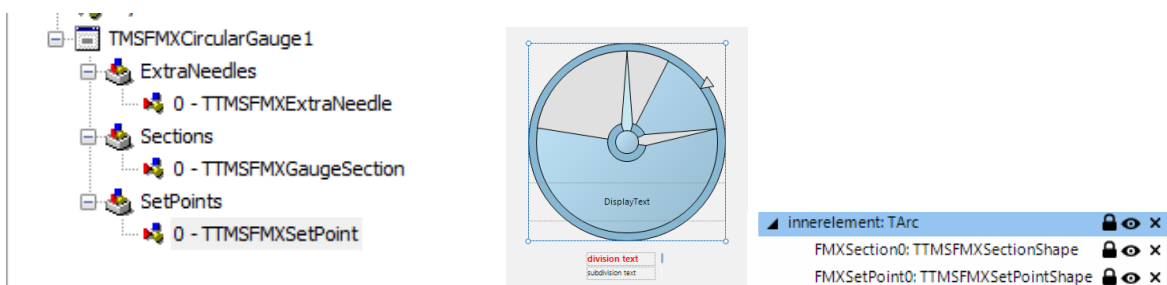 TMSFMXCircularGauge1
ExtraNeedles
0 - TTMSFMXExtraNeedle
Sections
0 - TTMSFMXGaugeSection
SetPoints
0 - TTMSFMXSetPoint
DisplayText
division text
subdivision text
innerelement: TArc
FMXSection0: TTMSFMXSectionShape
FMXSetPoint0: TTMSFMXSetPointShape